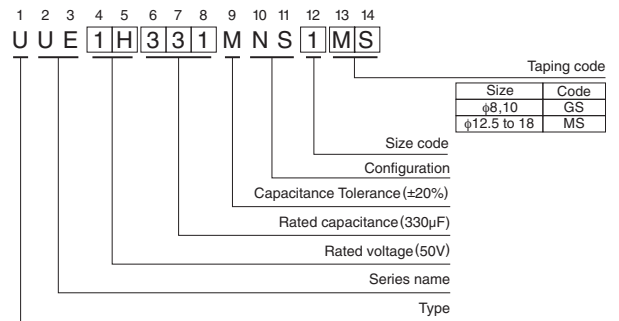 1 2 3 4 5 6 7 8 9 10 11 12 13 14
U U E 1 H 3 3 1 M N S 1 M S
Taping code
Size Code
ϕ8,10 GS
ϕ12.5 to 18 MS
Size code
Configuration
Capacitance Tolerance (±20%)
Rated capacitance (330µF)
Rated voltage (50V)
Series name
Type